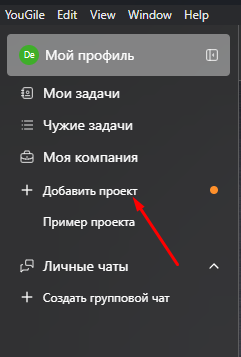 YouGile Edit View Window Help
De Мой профиль
Мои задачи
Чужие задачи
Моя компания
Добавить проект
Пример проекта
Личные чаты
Создать групповой чат